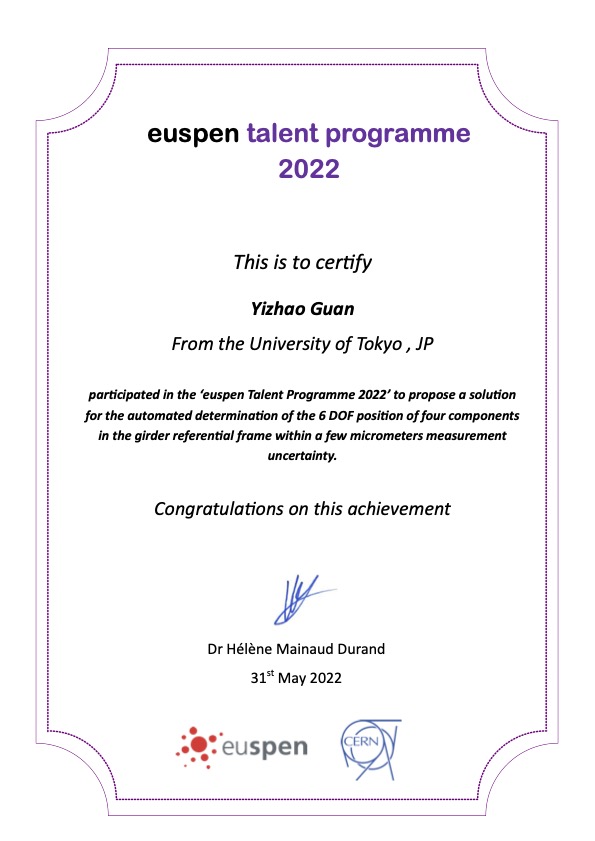 euspen talent programme
2022
This is to certify
Yizhao Guan
From the University of Tokyo , JP
participated in the ‘euspen Talent Programme 2022’ to propose a solution
for the automated determination of the 6 DOF position of four components
in the girder referential frame within a few micrometers measurement
uncertainty.
Congratulations on this achievement
Dr Hélène Mainaud Durand
31st May 2022
euspen
CERN